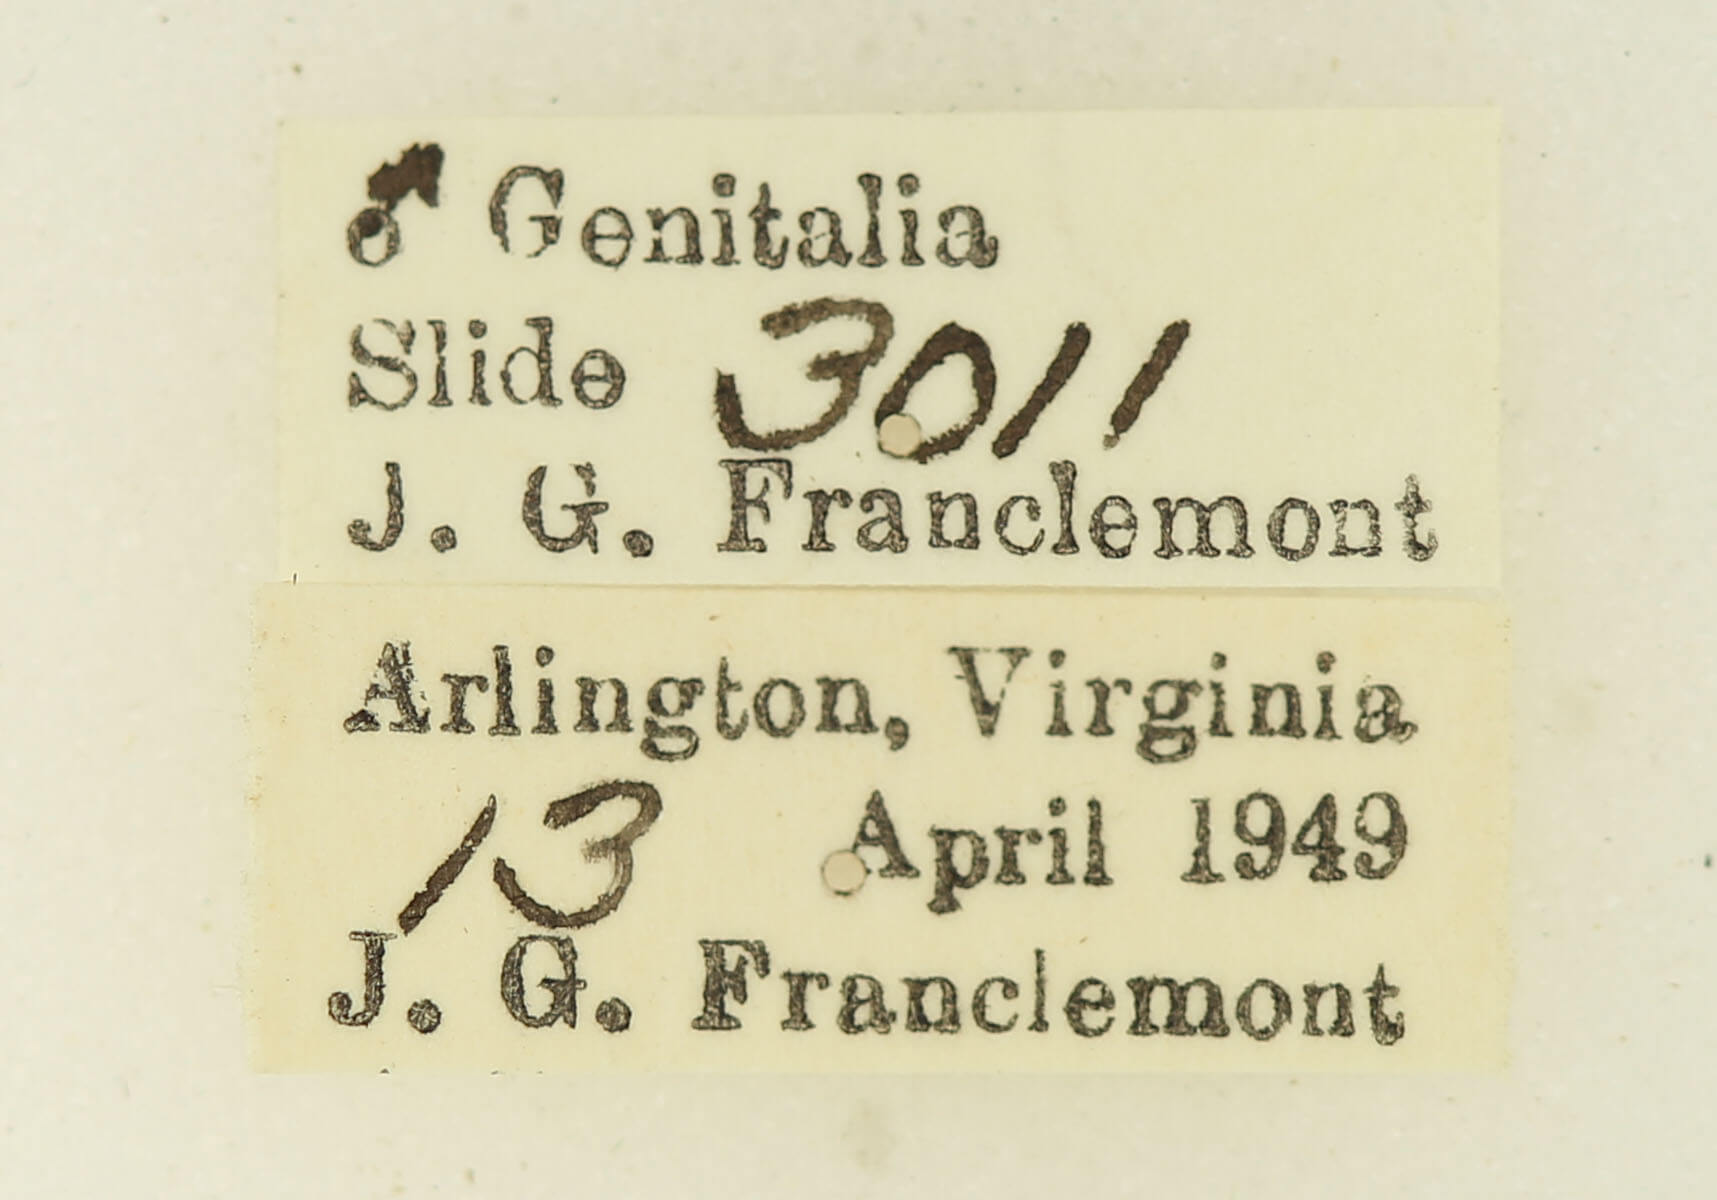 ♂ Genitalia
Slide 3011
J. G. Franclemont
Arlington, Virginia
13 April 1949
J. G. Franclemont